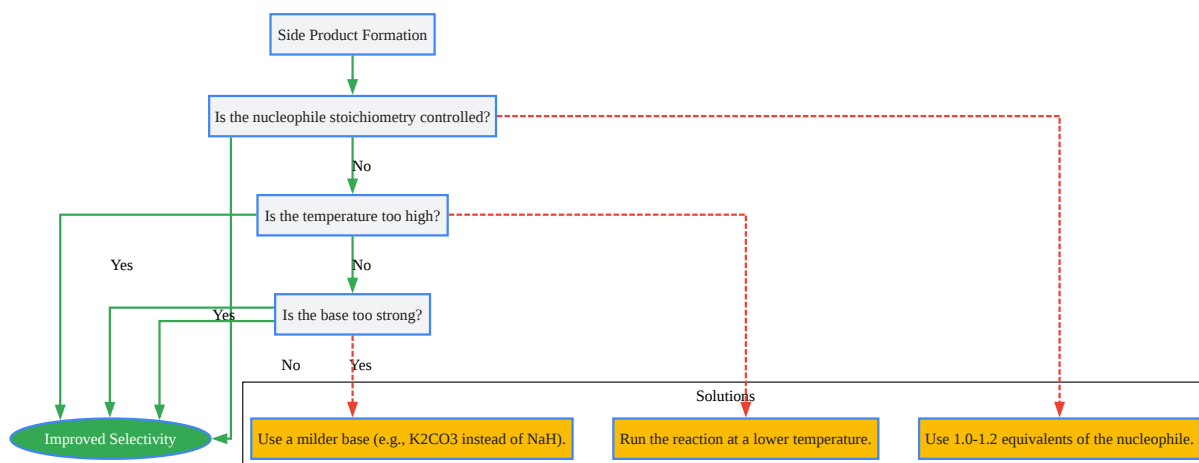 Side Product Formation
Is the nucleophile stoichiometry controlled?
No
Is the temperature too high?
Yes
No
Is the base too strong?
Yes
No
Yes
Solutions
Improved Selectivity
Use a milder base (e.g., K2CO3 instead of NaH).
Run the reaction at a lower temperature.
Use 1.0-1.2 equivalents of the nucleophile.